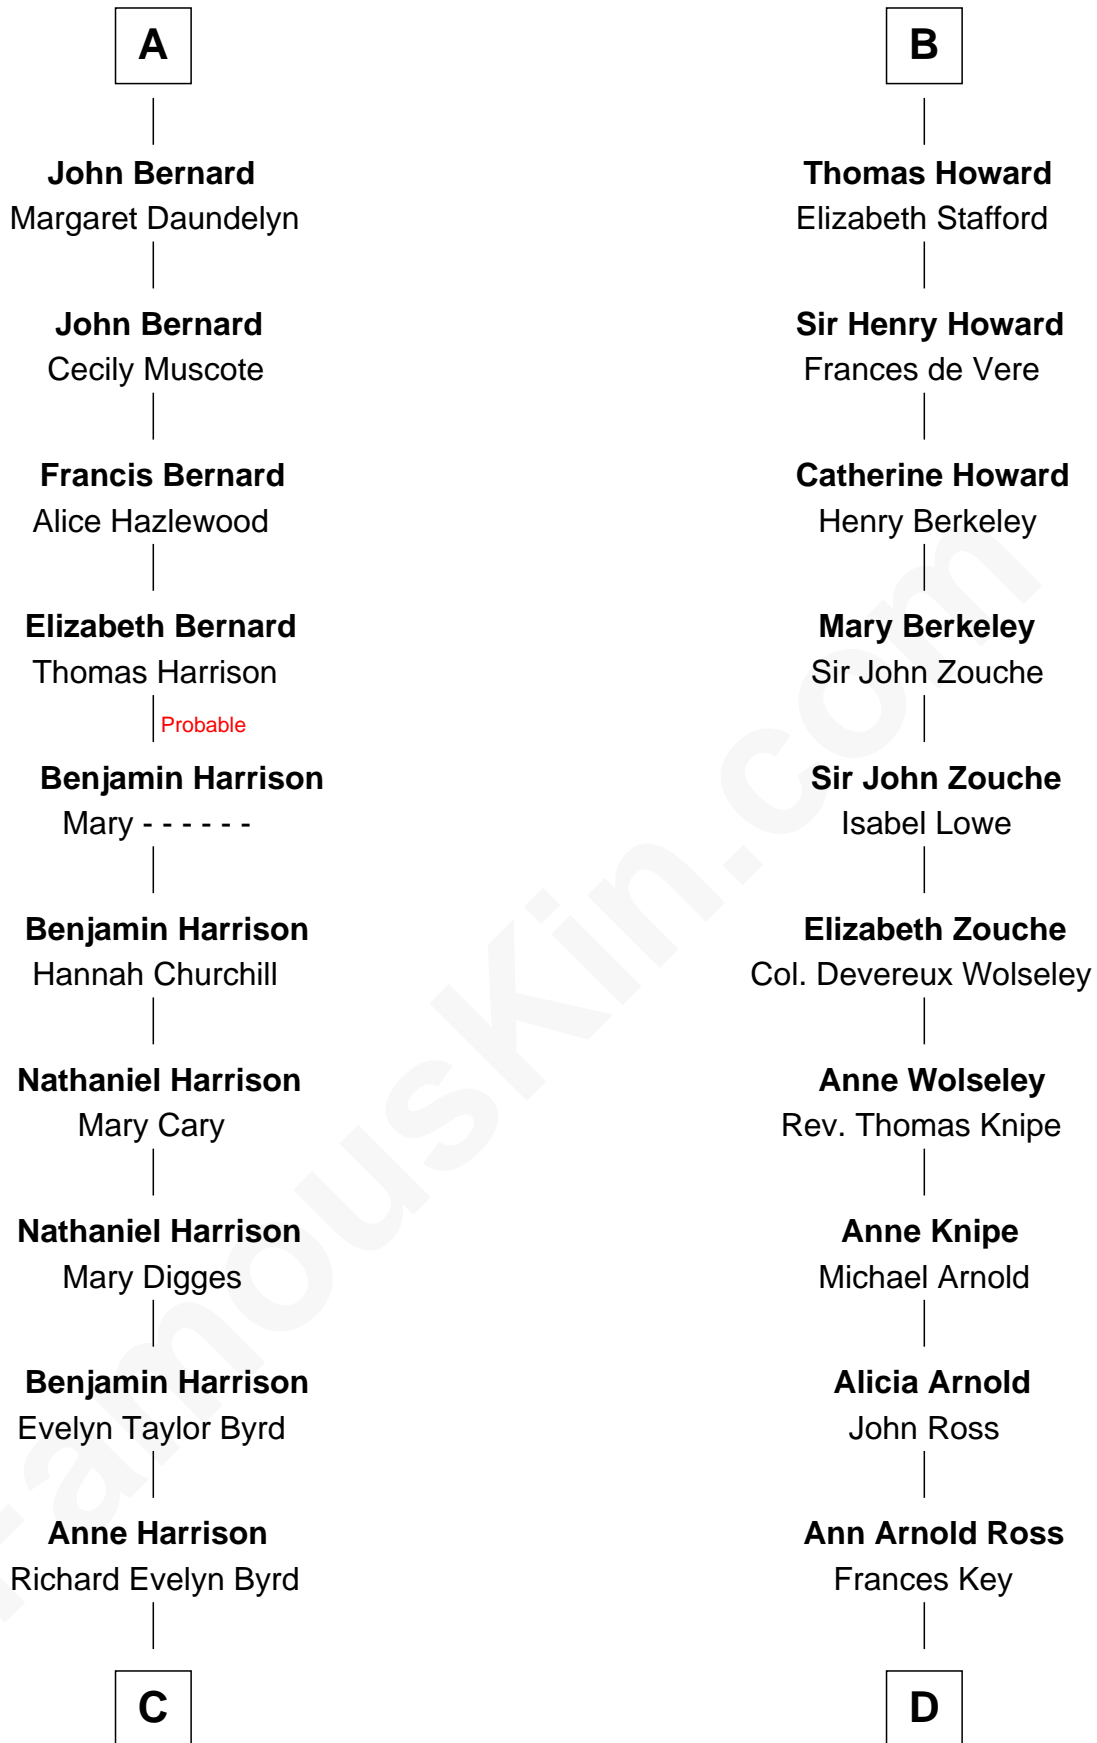 A
John Bernard
Margaret Daundelyn
John Bernard
Cecily Muscote
Francis Bernard
Alice Hazlewood
Elizabeth Bernard
Thomas Harrison
Probable
Benjamin Harrison
Mary - - - - - -
Benjamin Harrison
Hannah Churchill
Nathaniel Harrison
Mary Cary
Nathaniel Harrison
Mary Digges
Benjamin Harrison
Evelyn Taylor Byrd
Anne Harrison
Richard Evelyn Byrd
C
B
Thomas Howard
Elizabeth Stafford
Sir Henry Howard
Frances de Vere
Catherine Howard
Henry Berkeley
Mary Berkeley
Sir John Zouche
Sir John Zouche
Isabel Lowe
Elizabeth Zouche
Col. Devereux Wolseley
Anne Wolseley
Rev. Thomas Knipe
Anne Knipe
Michael Arnold
Alicia Arnold
John Ross
Ann Arnold Ross
Frances Key
D
FamousKin.com